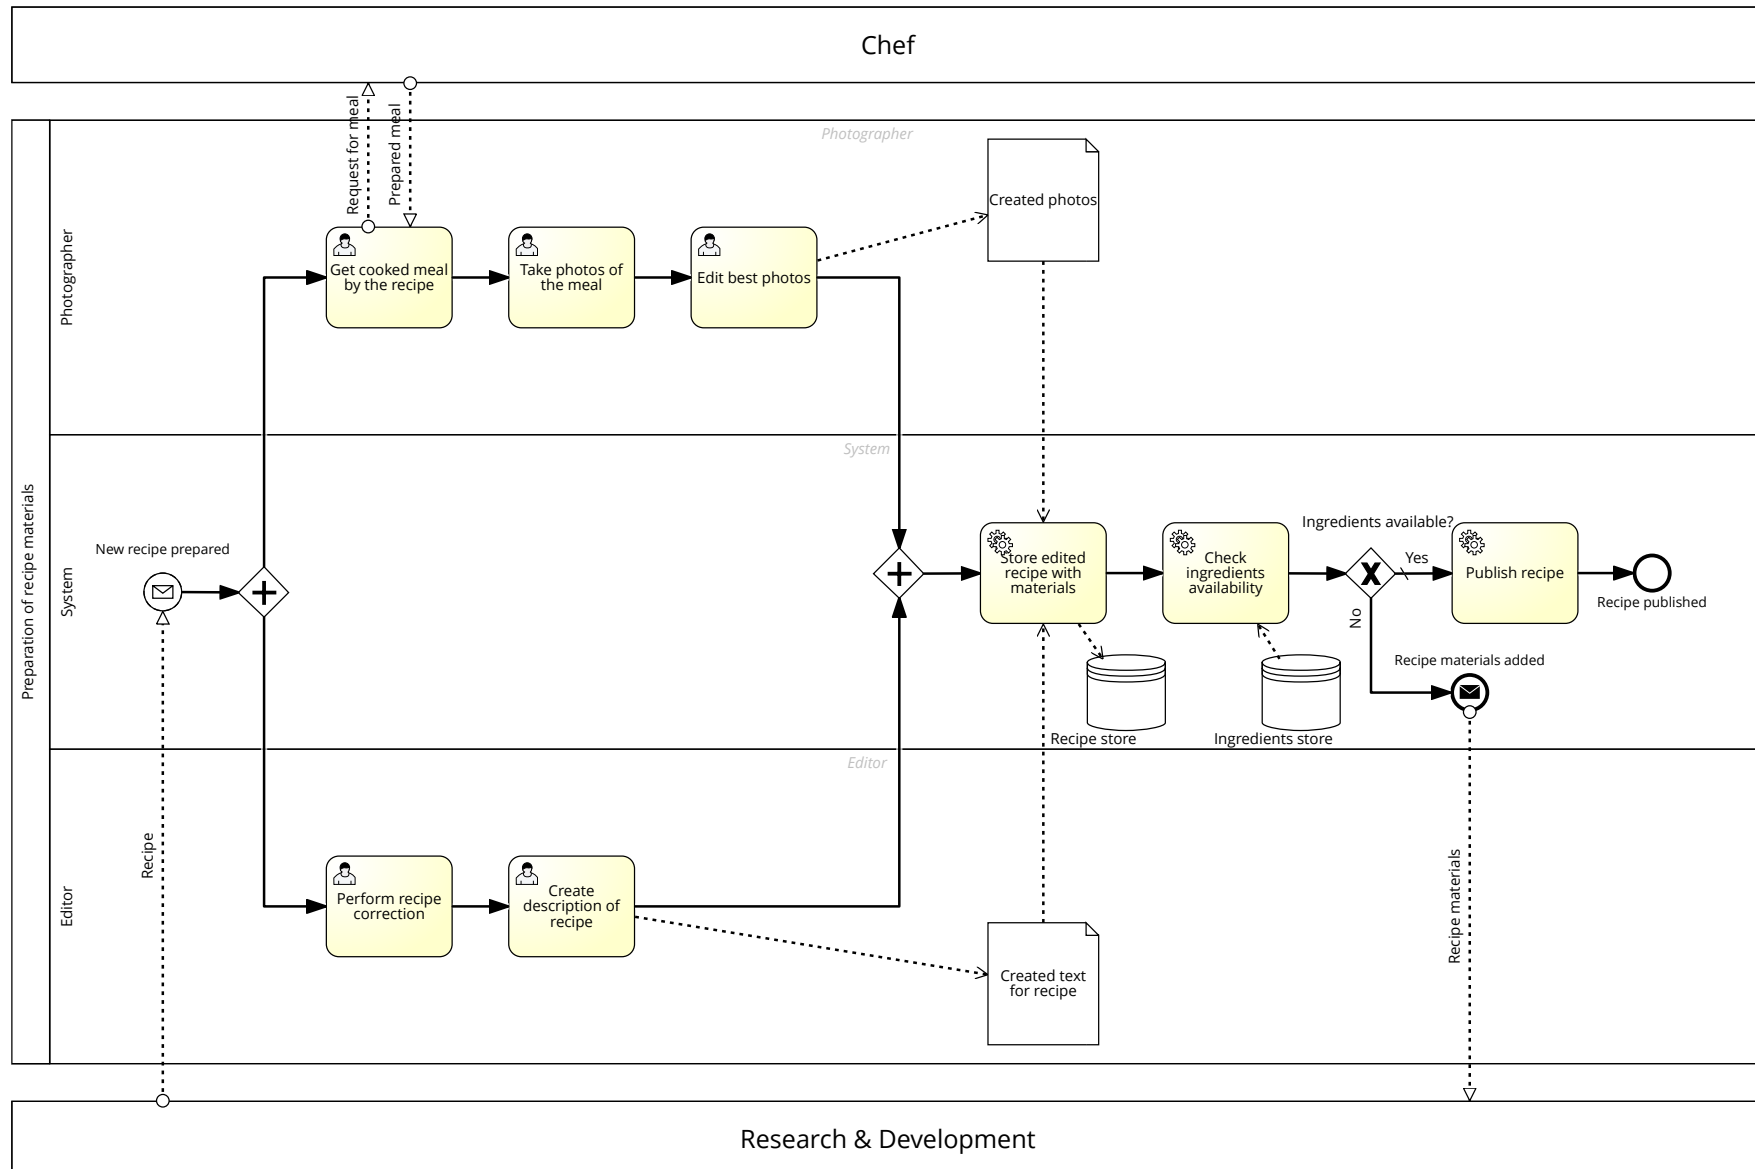 Chef
Request for meal
Prepared meal
Preparation of recipe materials
Photographer
Photographer
Created photos
Get cooked meal
by the recipe
Take photos of
the meal
Edit best photos
System
System
New recipe prepared
Store edited
recipe with
materials
Check
ingredients
availability
Ingredients available?
Yes
No
Publish recipe
Recipe published
Recipe materials added
Recipe store
Ingredients store
Editor
Editor
Recipe
Perform recipe
correction
Create
description of
recipe
Created text
for recipe
Recipe materials
Research & Development